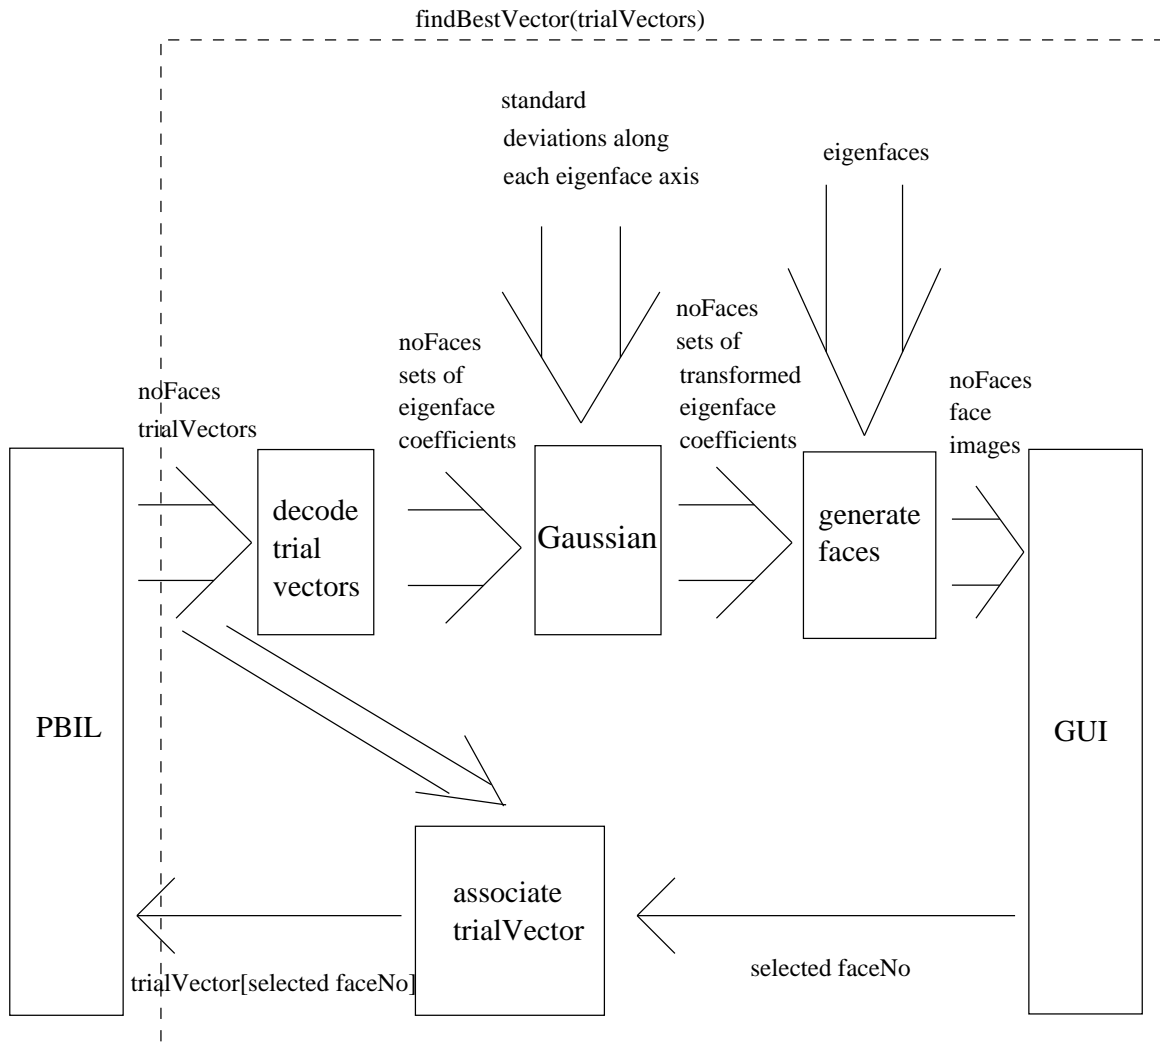 findBestVector(trialVectors)
standard
deviations along
each eigenface axis
eigenfaces
noFaces
trialVectors
noFaces
sets of
eigenface
coefficients
noFaces
sets of
transformed
eigenface
coefficients
noFaces
face
images
decode
trial
vectors
Gaussian
generate
faces
PBIL
GUI
associate
trialVector
trialVector[selected faceNo]
selected faceNo